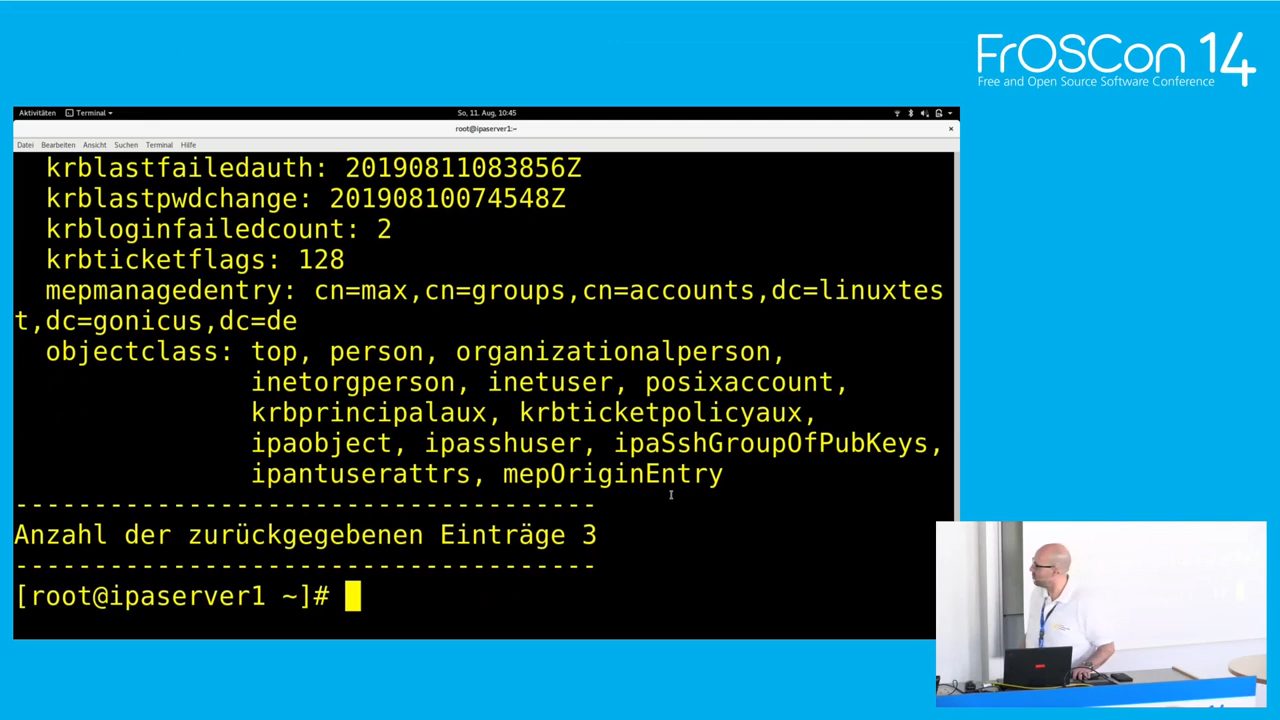 FrOSCon 14
Free and Open Source Software Conference
Aktivitäten Terminal So, 11. Aug, 10:45
root@ipaserver1:~
Datei Bearbeiten Ansicht Suchen Terminal Hilfe
krblastfailedauth: 20190811083856Z
krblastpwdchange: 20190810074548Z
krbloginfailedcount: 2
krbticketflags: 128
mepmanagedentry: cn=max,cn=groups,cn=accounts,dc=linuxtes
t,dc=gonicus,dc=de
objectclass: top, person, organizationalperson,
inetorgperson, inetuser, posixaccount,
krbprincipalaux, krbticketpolicyaux,
ipaobject, ipasshuser, ipaSshGroupOfPubKeys,
ipantuserattrs, mepOriginEntry
--------------------------------------
Anzahl der zurückgegebenen Einträge 3
--------------------------------------
[root@ipaserver1 ~]#